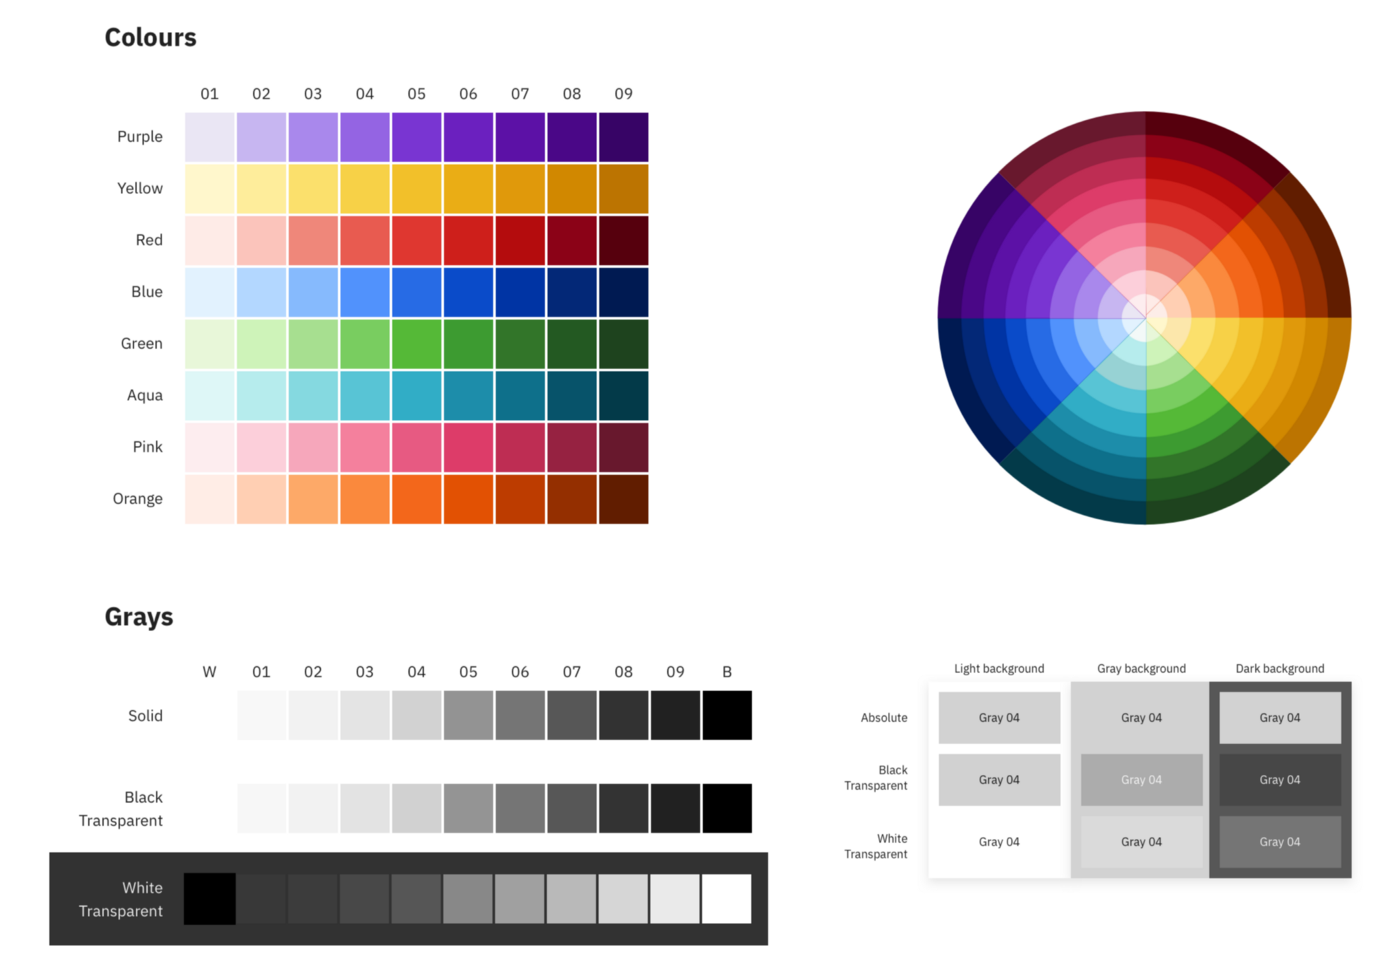 Colours
01 02 03 04 05 06 07 08 09
Purple
Yellow
Red
Blue
Green
Aqua
Pink
Orange
Grays
W 01 02 03 04 05 06 07 08 09 B
Solid
Black
Transparent
White
Transparent
Light background Gray background Dark background
Absolute Gray 04 Gray 04 Gray 04
Black
Transparent
Gray 04 Gray 04 Gray 04
White
Transparent
Gray 04 Gray 04 Gray 04